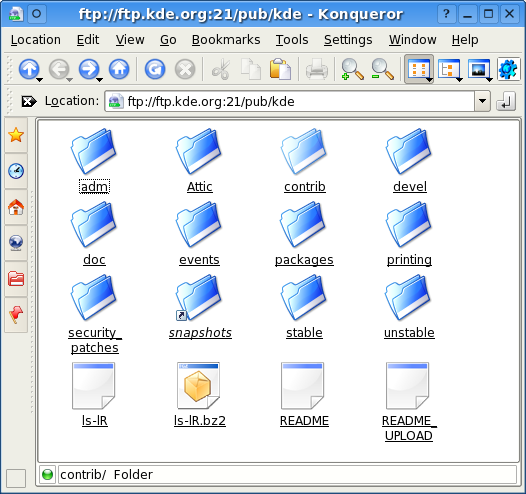 ftp://ftp.kde.org:21/pub/kde - Konqueror
Location Edit View Go Bookmarks Tools Settings Window Help
Location: ftp://ftp.kde.org:21/pub/kde
adm Attic contrib devel
doc events packages printing
security_
patches
snapshots stable unstable
ls-lR ls-lR.bz2 README README_
UPLOAD
contrib/ Folder